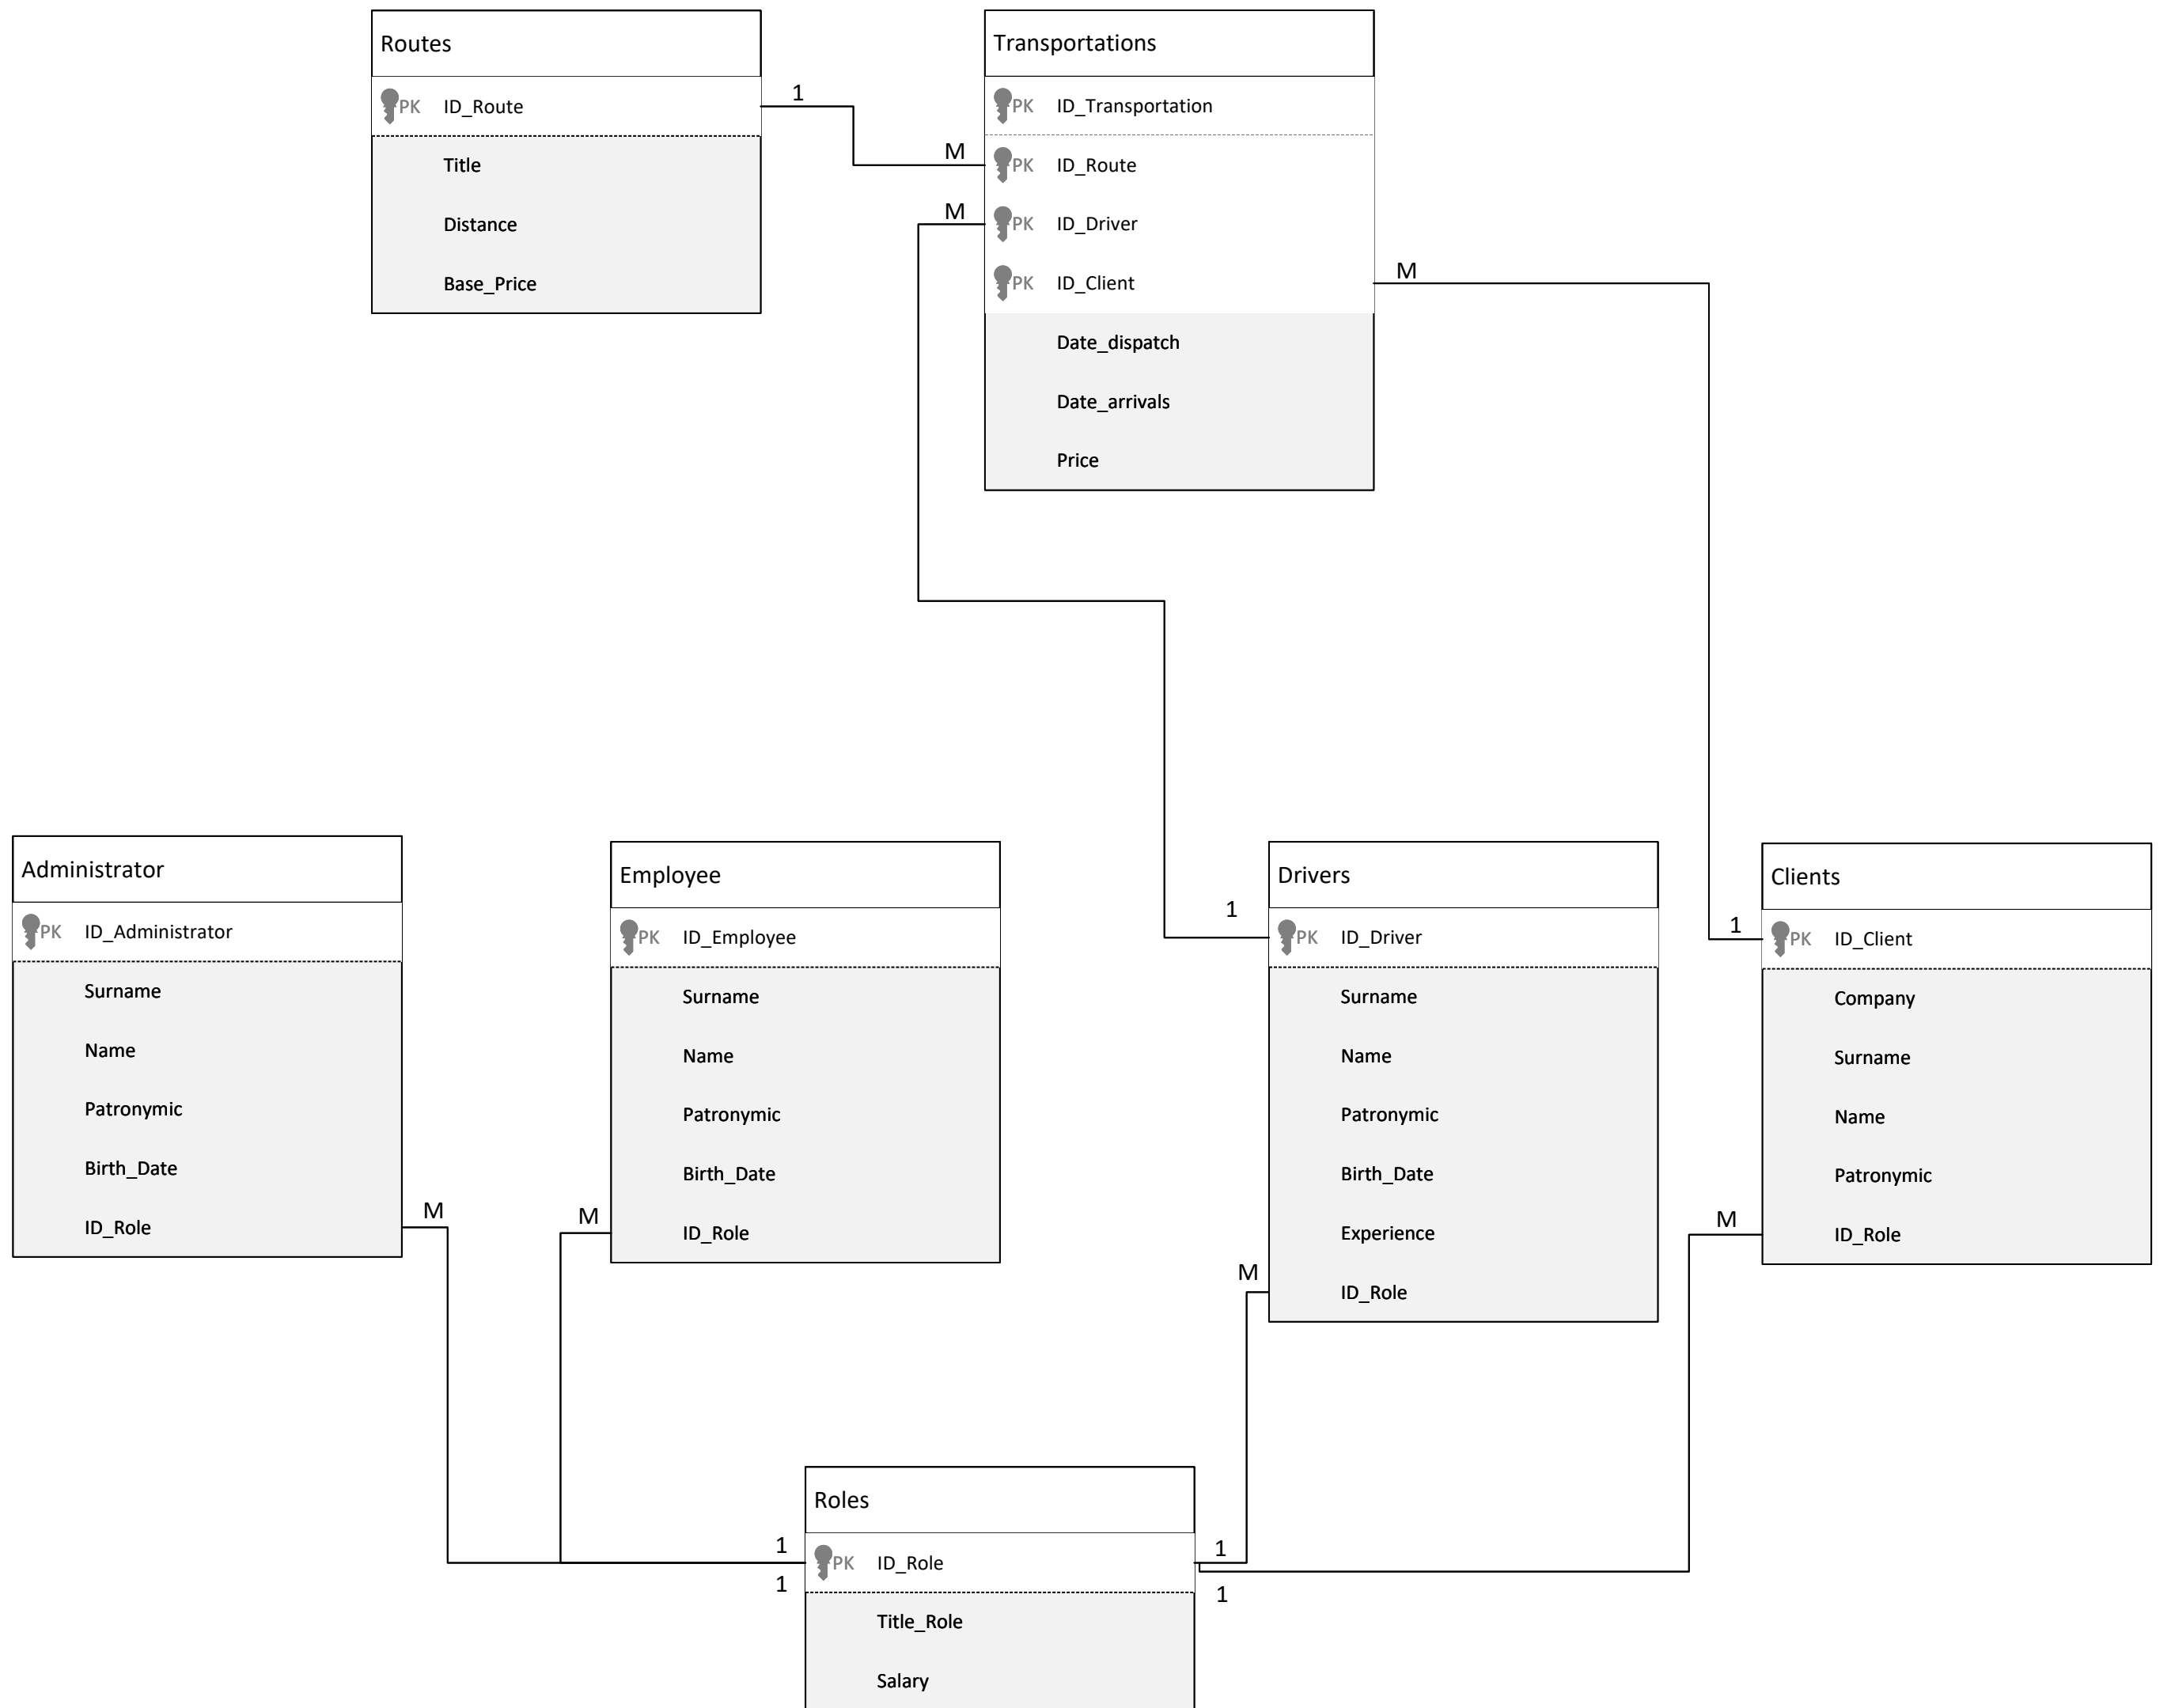 Routes
PK ID_Route
Title
Distance
Base_Price
1
M
M
Transportations
PK ID_Transportation
PK ID_Route
PK ID_Driver
PK ID_Client
Date_dispatch
Date_arrivals
Price
M
Administrator
PK ID_Administrator
Surname
Name
Patronymic
Birth_Date
ID_Role
M
Employee
PK ID_Employee
Surname
Name
Patronymic
Birth_Date
ID_Role
M
1
Drivers
PK ID_Driver
Surname
Name
Patronymic
Birth_Date
Experience
ID_Role
M
1
Clients
PK ID_Client
Company
Surname
Name
Patronymic
ID_Role
M
Roles
PK ID_Role
Title_Role
Salary
1
1
1
1